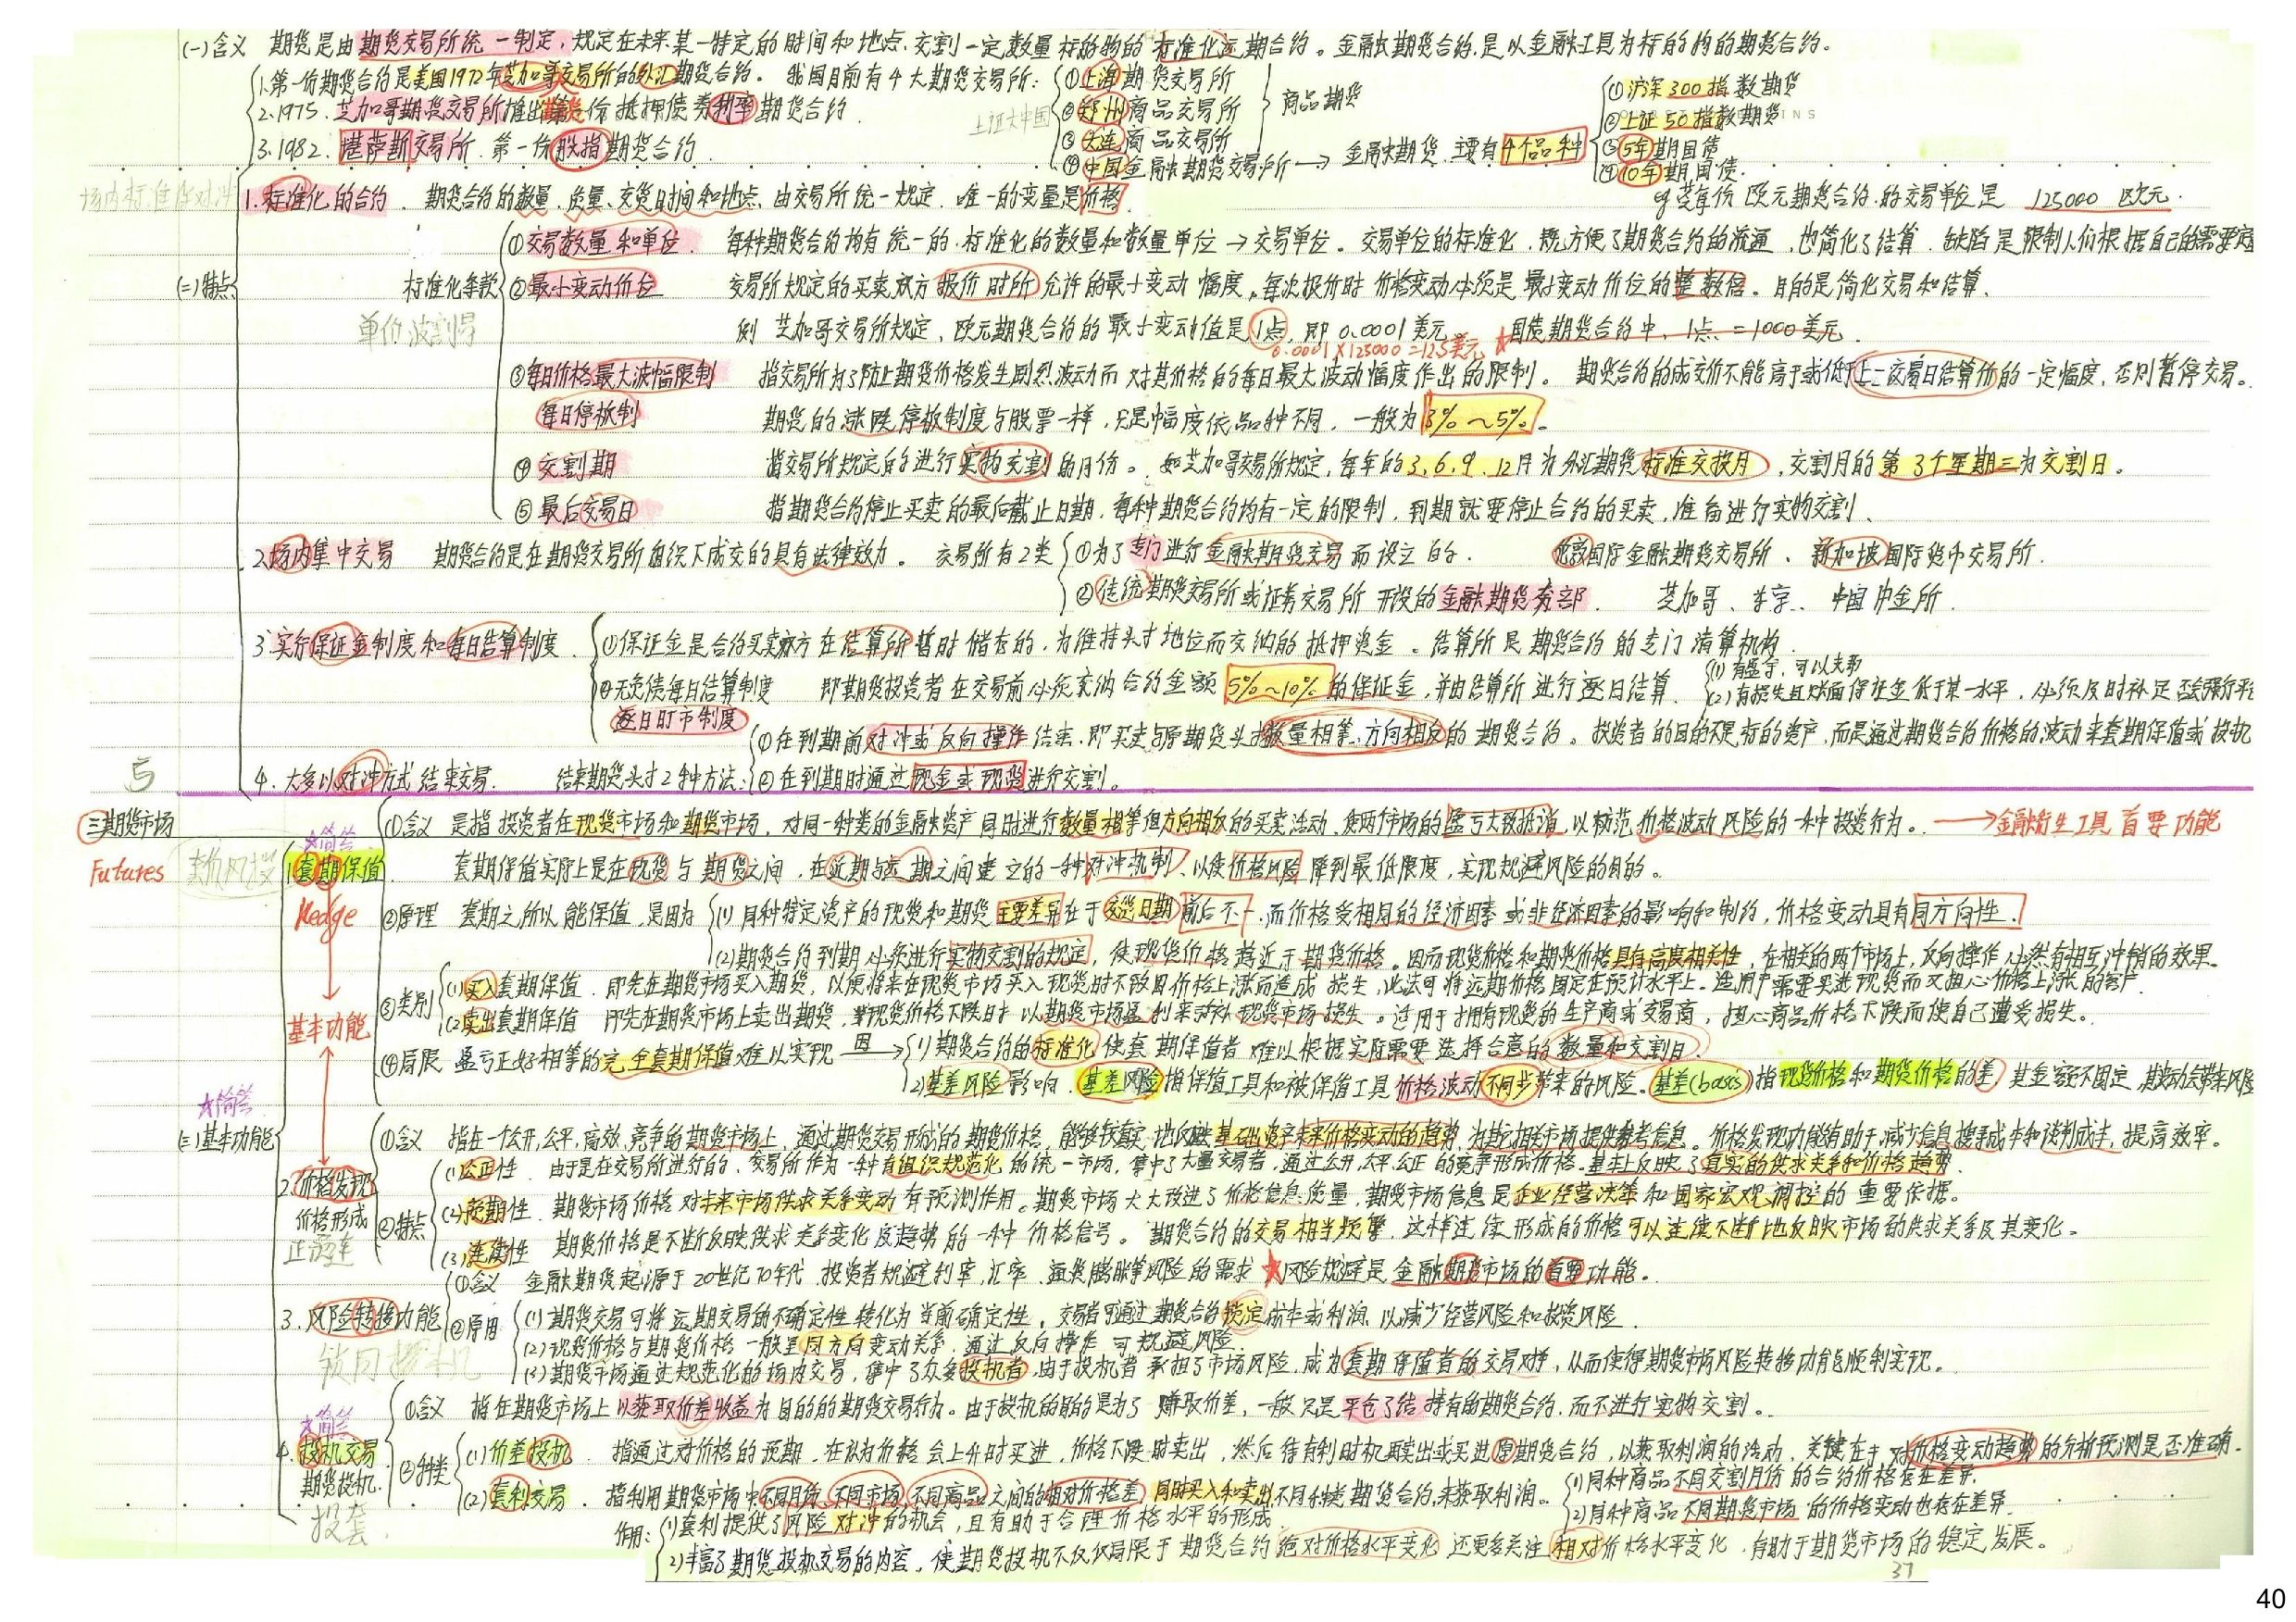 (一)含义 期货是由期货交易所统一制定,规定在未来某一特定的时间和地点、交割一定数量标的物的标准化远期合约。金融期货合约,是以金融工具为标的物的期货合约。
1.第一份期货合约是美国1972年芝加哥交易所的外汇期货合约。 我国目前有4大期货交易所: ①上海期货交易所 ①沪深300指数期货
2.1975.芝加哥期货交易所推出第一份抵押债券利率期货合约. 上证大中国 ②郑州商品交易所 商品期货 ②上证50指数期货
3.1982.堪萨斯交易所.第一份股指期货合约. ③大连商品交易所 ③5年期国债
④中国金融期货交易所→金融期货.主要有4个品种 ④10年期国债.
1.标准化的合约. 期货合约的数量.质量.交货时间和地点、由交易所统一规定.唯一的变量是价格. eg某年份欧元期货合约的交易单位是 125000 欧元.
①交易数量和单位. 每种期货合约均有统一的.标准化的数量和数量单位→交易单位。交易单位的标准化,既方便了期货合约的流通,也简化了结算.缺陷是限制人们根据自己的需要
(二)特点 标准化条款 ②最小变动价位 交易所规定的买卖双方报价时所允许的最小变动幅度,每次报价时价格变动必须是最小变动价位的整数倍。目的是简化交易和结算.
单价波割易 例 芝加哥交易所规定,欧元期货合约的最小变动值是1点,即0.0001美元. ★国债期货合约中、1点=1000美元.
0.0001×125000=12.5美元
③每日价格最大波幅限制 指交易所为了防止期货价格发生剧烈波动而对其价格的每日最大波动幅度作出的限制。期货合约的成交价不能高于或低于上一交易日结算价的一定幅度,否则暂停交易。
每日停板制 期货的涨跌停板制度与股票一样,只是幅度依品种不同,一般为3%~5%。
④交割期 指交易所规定的进行实物交割的月份。如芝加哥交易所规定,每年的3.6.9.12月为外汇期货标准交接月,交割月的第3个星期三为交割日。
⑤最后交易日 指期货合约停止买卖的最后截止日期.每种期货合约均有一定的限制,到期就要停止合约的买卖,准备进行实物交割.
2.场内集中交易 期货合约是在期货交易所组织下成交的具有法律效力。 交易所有2类 ①为了专门进行金融期货交易而设立的. 伦敦国际金融期货交易所、新加坡国际货币交易所.
②传统期货交易所或证券交易所开设的金融期货券部. 芝加哥、东京、中国中金所.
3.实行保证金制度和每日结算制度. ①保证金是合约买卖双方在结算所暂时储存的,为维持头寸地位而交纳的抵押资金。结算所是期货合约的专门清算机构.
②无负债每日结算制度 即期货投资者在交易前必须交纳合约金额5%~10%的保证金,并由结算所进行逐日结算. (1)有盈余,可以支取
逐日盯市制度 (2)有损失且账面保证金低于某一水平,必须及时补足否则强行平
①在到期前对冲或反向操作结束.即买卖与原期货头寸数量相等、方向相反的期货合约。投资者的目的不是标的资产,而是通过期货合约价格的波动来套期保值或投机
5 4.大多以对冲方式结束交易. 结束期货头寸2种方法: ②在到期时通过现金或现货进行交割。
三期货市场 ①含义 是指投资者在现货市场和期货市场.对同一种类的金融资产同时进行数量相等但方向相反的买卖活动,使两个市场的盈亏大致抵消,以防范价格波动风险的一种投资行为。→金融衍生工具首要功能
Futures ☆简答 1.套期保值. 套期保值实际上是在现货与期货之间.在近期与远期之间建立的一种对冲机制,以使价格风险降到最低限度,实现规避风险的目的。
Hedge ②原理 套期之所以能保值,是因为 (1)同种特定资产的现货和期货主要差异在于交货日期前后不一.而价格受相同的经济因素或非经济因素的影响和制约,价格变动具有同方向性.
(2)期货合约到期必须进行实物交割的规定,使现货价格趋近于期货价格。因而现货价格和期货价格具有高度相关性,在相关的两个市场上,反向操作必然有相互冲销的效果。
③类别 (1)买入套期保值.即先在期货市场买入期货,以便将来在现货市场买入现货时不致因价格上涨而造成损失,此法可将远期价格固定在预计水平上。适用于需要买进现货而又担心价格上涨的客户.
基本功能 (2)卖出套期保值 即先在期货市场上卖出期货.当现货价格下跌时以期货市场盈利来弥补现货市场损失。适用于拥有现货的生产商或交易商,担心商品价格下跌而使自己遭受损失。
④局限 盈亏正好相等的完全套期保值难以实现 因→ (1)期货合约的标准化使套期保值者难以根据实际需要选择合意的数量和交割日.
2)基差风险影响.基差风险指保值工具和被保值工具价格波动不同步带来的风险。基差(bases)指现货价格和期货价格的差,其金额不固定,其波动会带来风险
☆简答 (三)基本功能 ①含义 指在一个公开,公平,高效,竞争的期货市场上,通过期货交易形成的期货价格,能够较真实地反映基础资产未来价格变动的趋势,为其相关市场提供参考信息。价格发现功能有助于减少信息搜寻成本和谈判成本,提高效率。
2.价格发现 (1)公正性 由于是在交易所进行的、交易所作为一种有组织规范化的统一市场,集中了大量交易者,通过公开公平公正的竞争形成价格.基本上反映了真实的供求关系和价格趋势.
价格形成 ②特点 (2)预期性 期货市场价格对未来市场供求关系变动有预测作用。期货市场大大改进了价格信息质量,期货市场信息是企业经营决策和国家宏观调控的重要依据。
(3)连续性 期货价格是不断反映供求关系变化及趋势的一种价格信号。期货合约的交易相当频繁,这样连续形成的价格可以连续不断地反映市场的供求关系及其变化。
①含义 金融期货起源于20世纪70年代 投资者规避利率,汇率、通货膨胀等风险的需求 ★风险规避是金融期货市场的首要功能。
3.风险转移功能 ②原因 (1)期货交易可将远期交易的不确定性转化为当前确定性。交易者可通过期货合约锁定成本或利润.以减少经营风险和投资风险.
(2)现货价格与期货价格一般呈同方向变动关系.通过反向操作可规避风险
(3)期货市场通过规范化的场内交易,集中了众多投机者.由于投机者承担了市场风险.成为套期保值者的交易对手,从而使得期货市场风险转移功能顺利实现。
☆简答 ①含义 指在期货市场上以获取价差收益为目的的期货交易行为。由于投机的目的是为了赚取价差,一般只是平仓了结持有的期货合约.而不进行实物交割。
4.投机交易 (1)价差投机. 指通过对价格的预期.在认为价格会上升时买进,价格下跌时卖出,然后待有利时机再卖出或买进原期货合约,以获取利润的活动.关键在于对价格变动趋势的分析预测是否准确.
期货投机. ②种类 (2)套利交易. 指利用期货市场中不同月份,不同市场,不同商品之间的相对价格差,同时买入和卖出不同种类期货合约来获取利润。 (1)同种商品不同交割月份的合约价格存在差异.
投套 2)同种商品不同期货市场的价格变动也存在差异.
作用: (1)套利提供了风险对冲的机会,且有助于合理价格水平的形成.
2)丰富了期货投机交易的内容,使期货投机不仅仅局限于期货合约绝对价格水平变化 还更多关注相对价格水平变化.有助于期货市场的稳定发展。
37
40